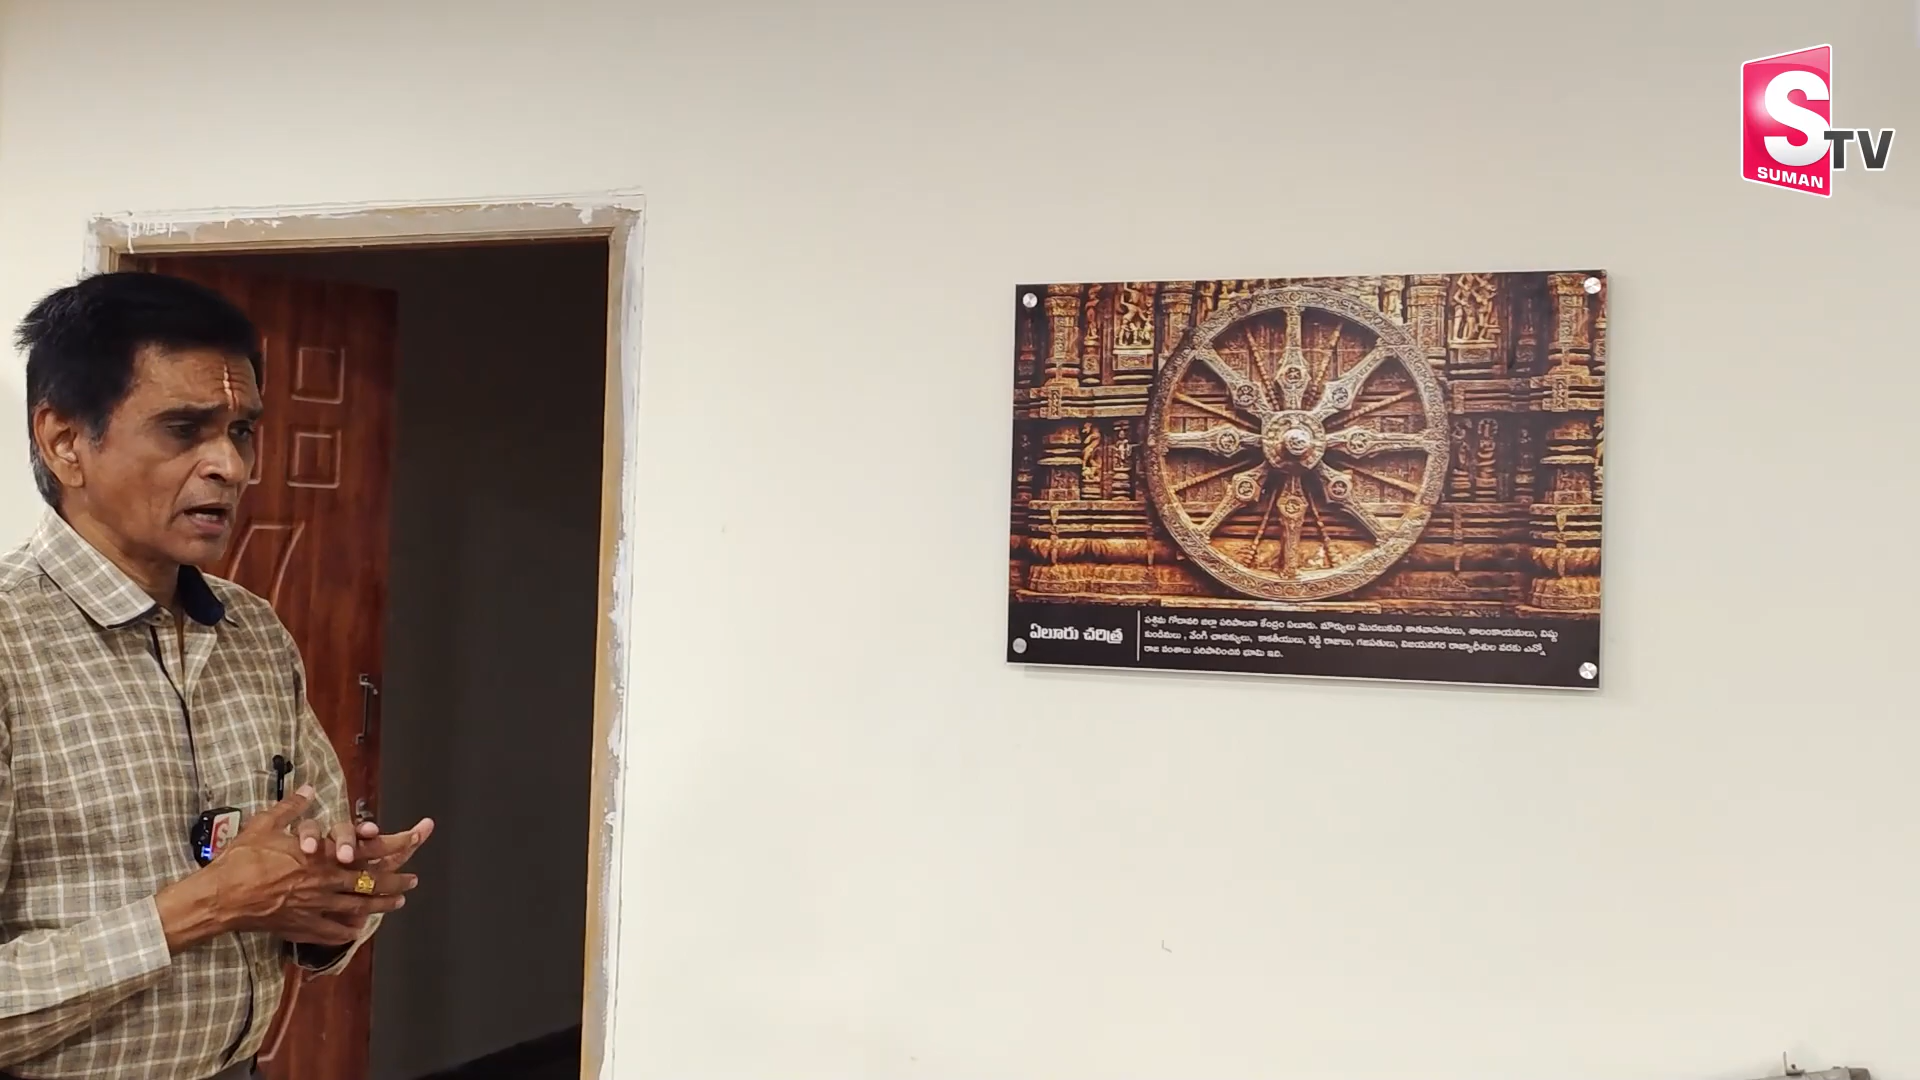 S
TV
SUMAN
ఏలూరు చరిత్ర
పశ్చిమ గోదావరి జిల్లా పరిపాలనా కేంద్రం ఏలూరు. మౌర్యులు మొదలుకుని శాతవాహనులు, శాలంకాయనులు, విష్ణు
కుండినులు , వేంగి చాళుక్యులు, కాకతీయులు, రెడ్డి రాజులు, గజపతులు, విజయనగర రాజ్యాధీశుల వరకు ఎన్నో
రాజ వంశాలు పరిపాలించిన భూమి ఇది.
S